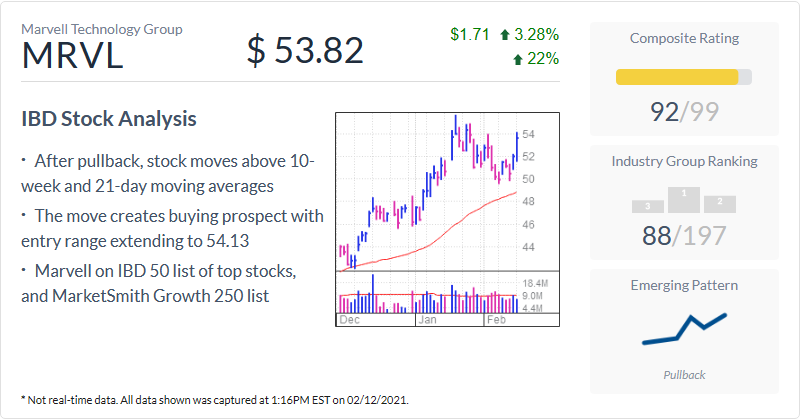 Marvell Technology Group
MRVL
$ 53.82
$1.71 3.28%
22%
IBD Stock Analysis
· After pullback, stock moves above 10-
week and 21-day moving averages
· The move creates buying prospect with
entry range extending to 54.13
· Marvell on IBD 50 list of top stocks,
and MarketSmith Growth 250 list
54
52
50
48
46
44
18.4M
9.0M
4.4M
Dec Jan Feb
Composite Rating
92/99
Industry Group Ranking
3 1 2
88/197
Emerging Pattern
Pullback
* Not real-time data. All data shown was captured at 1:16PM EST on 02/12/2021.